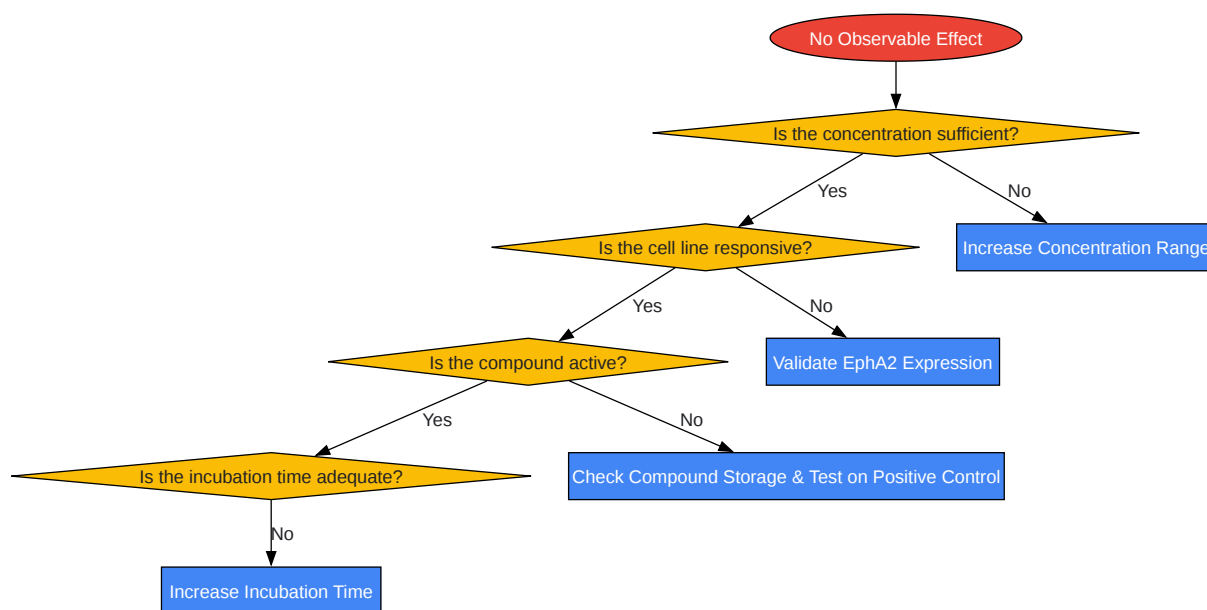 No Observable Effect
Is the concentration sufficient?
Yes
No
Is the cell line responsive?
Increase Concentration Range
Yes
No
Is the compound active?
Validate EphA2 Expression
Yes
No
Is the incubation time adequate?
Check Compound Storage & Test on Positive Control
No
Increase Incubation Time